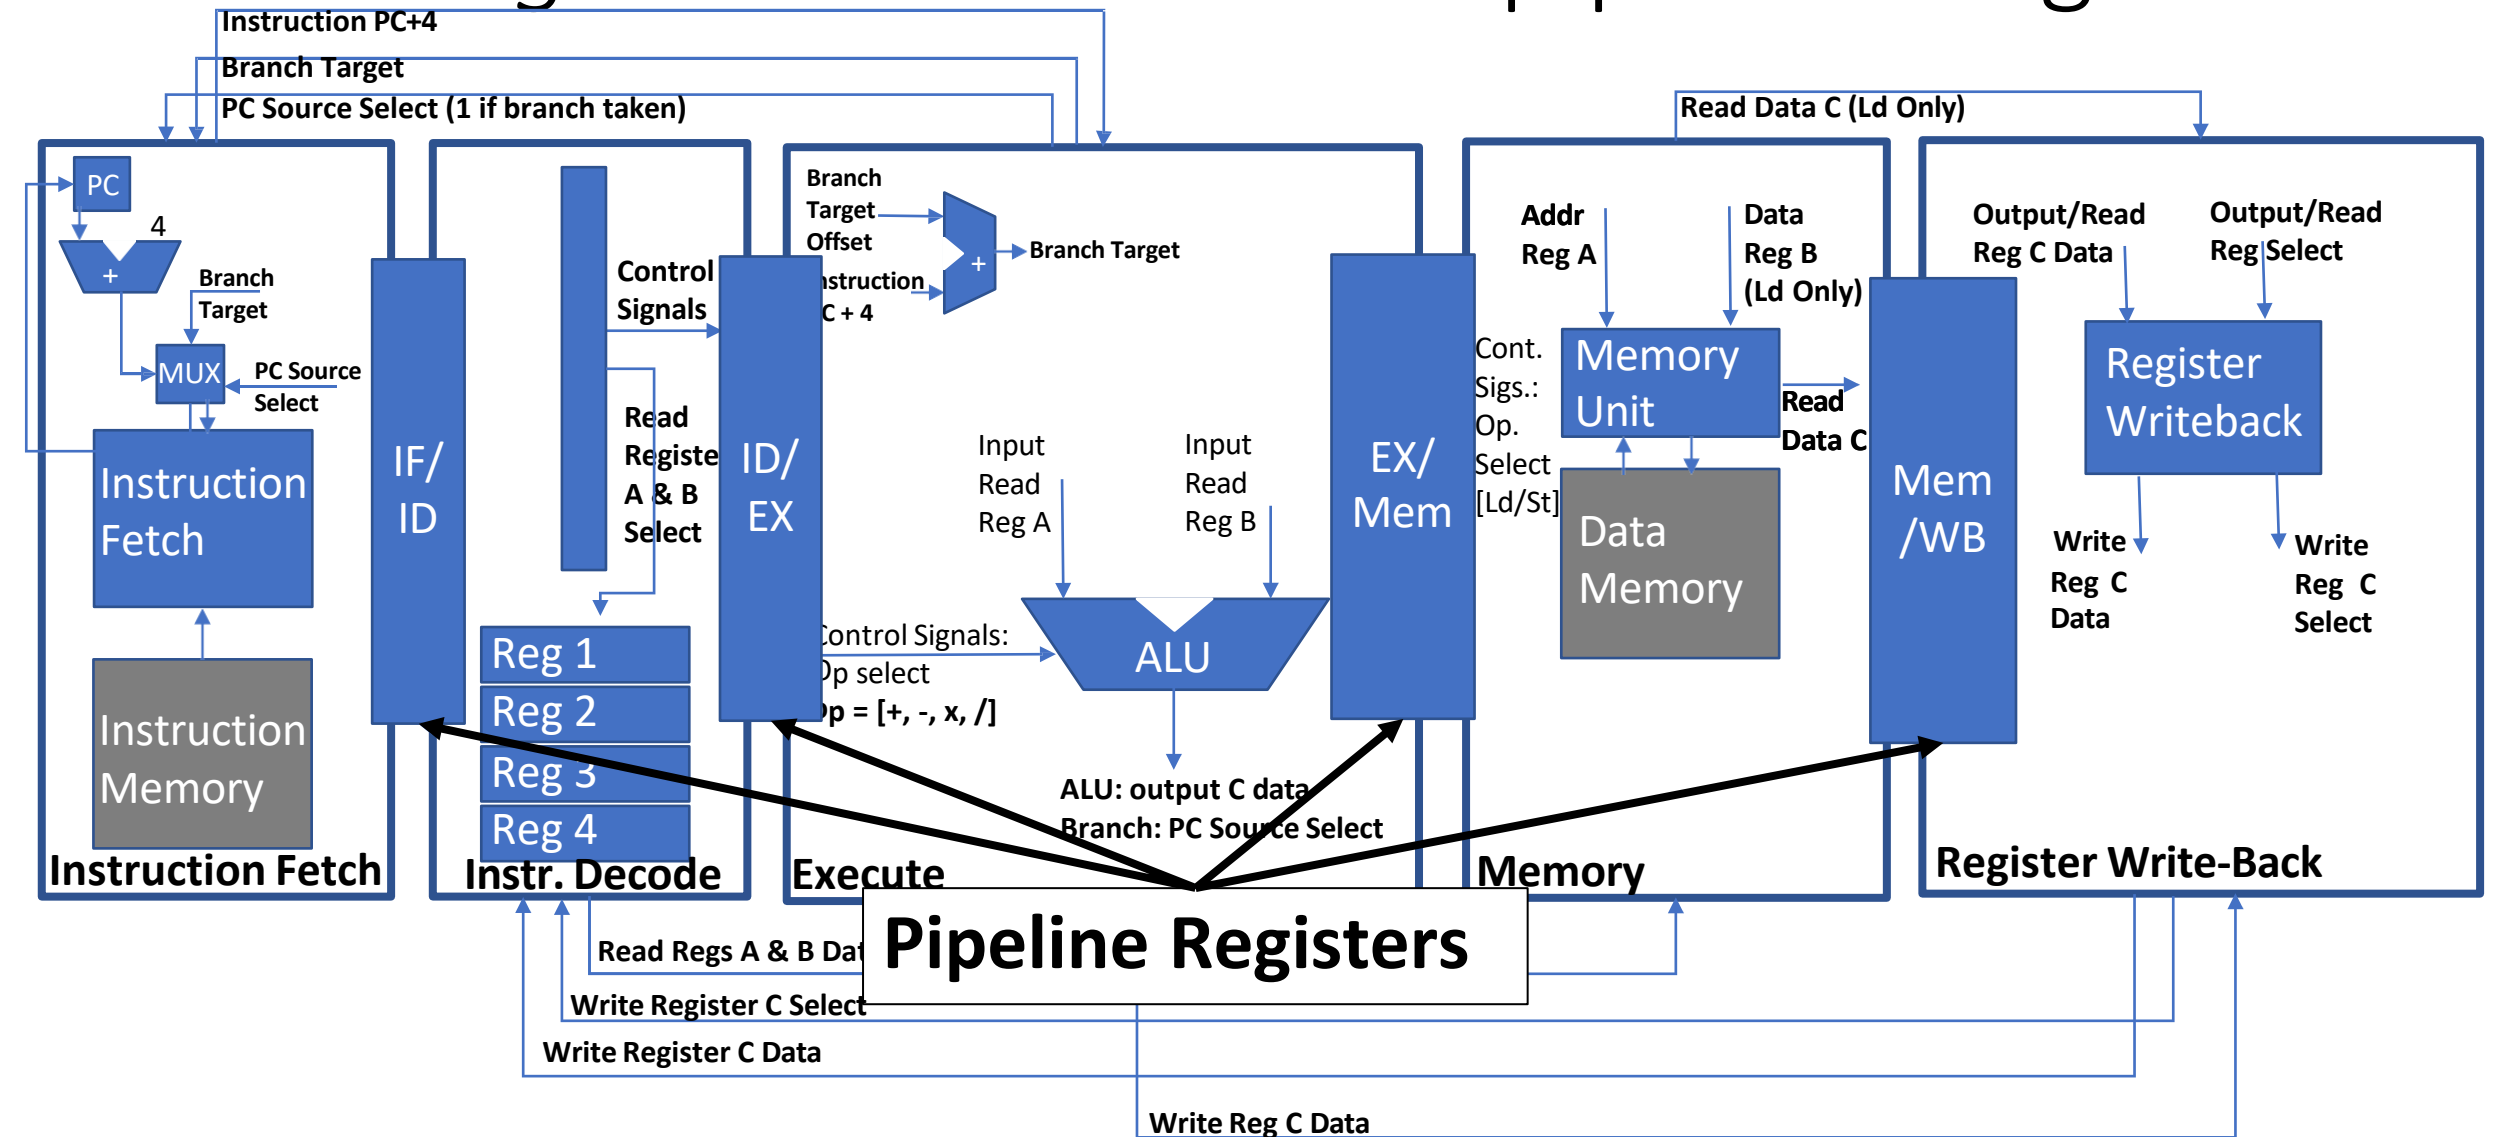 Instruction PC+4
Branch Target
PC Source Select (1 if branch taken)
Read Data C (Ld Only)
PC
4
+
Branch
Target
MUX
PC Source
Select
Instruction
Fetch
Instruction
Memory
Instruction Fetch
IF/
ID
Control
Signals
Read
Registe
A & B
Select
Reg 1
Reg 2
Reg 3
Reg 4
Instr. Decode
ID/
EX
Branch
Target
Offset
nstruction
C + 4
+
Branch Target
Input
Read
Reg A
Input
Read
Reg B
Control Signals:
Op select
Op = [+, -, x, /]
ALU
ALU: output C data
Branch: PC Source Select
Execute
EX/
Mem
Addr
Reg A
Data
Reg B
(Ld Only)
Cont.
Sigs.:
Op.
Select
[Ld/St]
Memory
Unit
Read
Data C
Data
Memory
Memory
Mem
/WB
Output/Read
Reg C Data
Output/Read
Reg Select
Register
Writeback
Write
Reg C
Data
Write
Reg C
Select
Register Write-Back
Pipeline Registers
Read Regs A & B Dat
Write Register C Select
Write Register C Data
Write Reg C Data